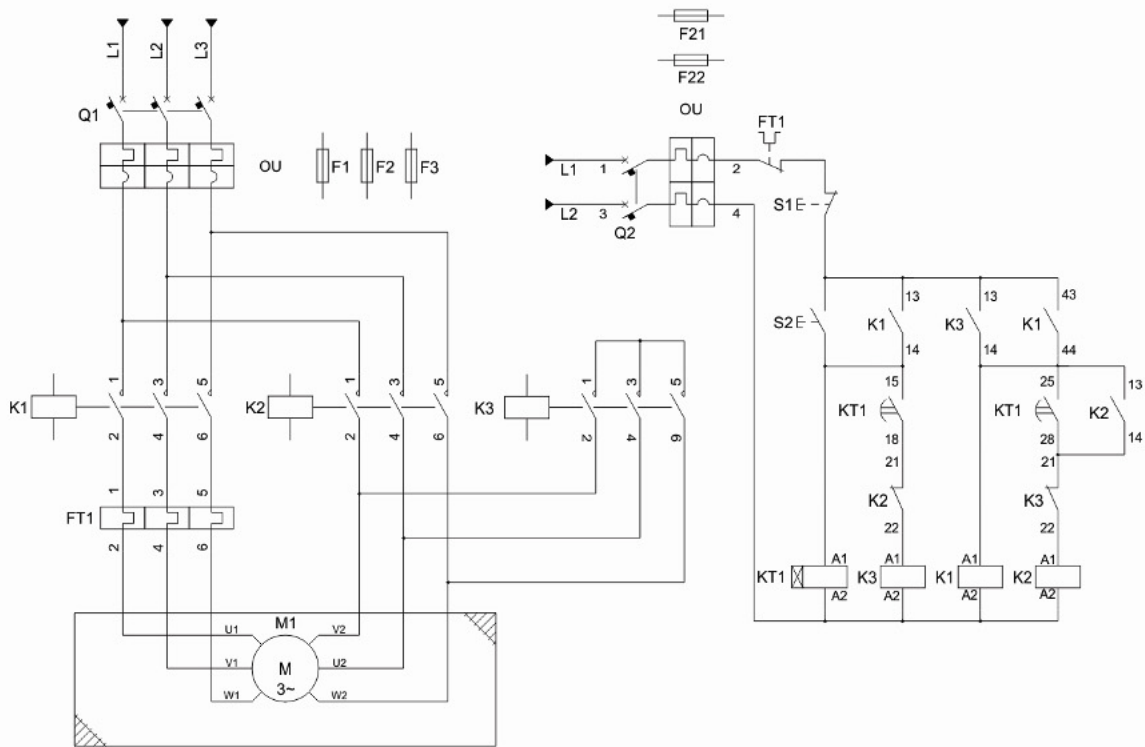 L1 L2 L3
Q1
OU
F1 F2 F3
1 3 5
K1
2 4 6
1 3 5
K2
2 4 6
1 3 5
K3
2 4 6
1 3 5
FT1
2 4 6
M1
U1 V2
V1 M U2
3~
W1 W2
F21
F22
OU
FT1
L1 1 2
L2 3 4
Q2
S1
S2
13 13 43
K1 K3 K1
14 14 44
15 25 13
KT1 KT1 K2
18 28 14
21 21
K2 K3
22 22
A1 A1 A1 A1
KT1 K3 K1 K2
A2 A2 A2 A2